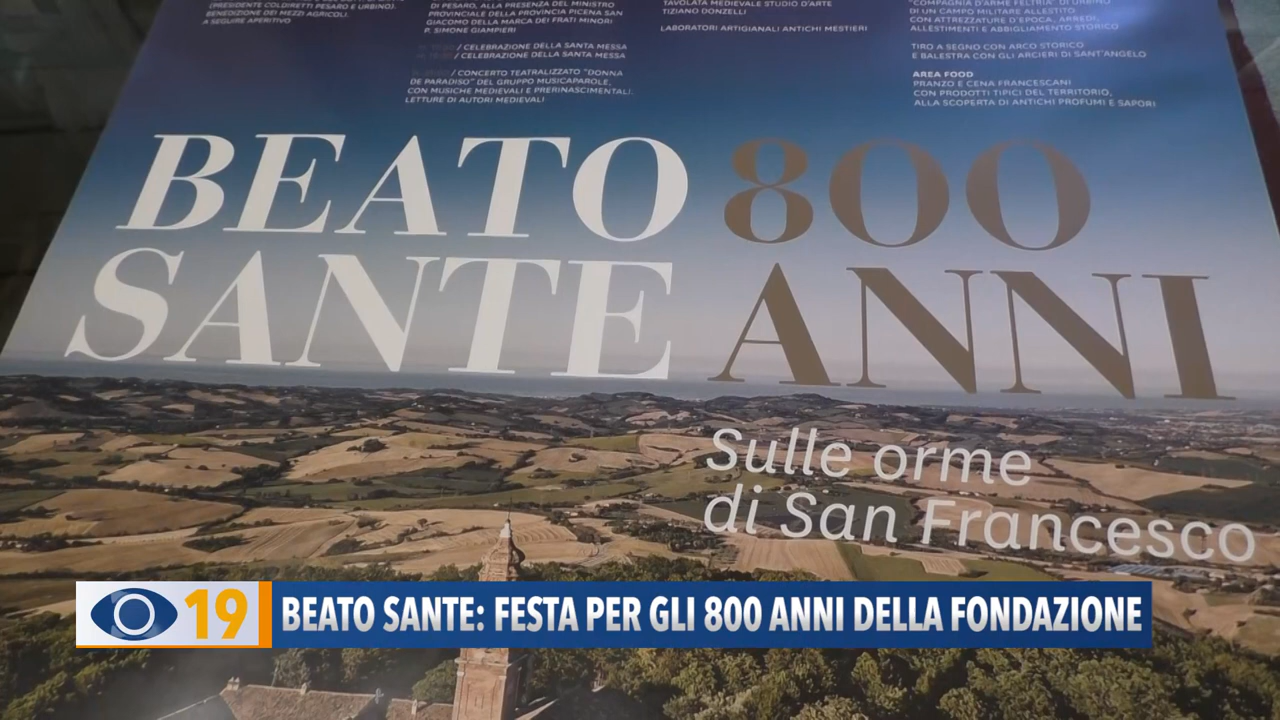 (PRESIDENTE COLDIRETTI PESARO E URBINO).
BENEDIZIONE DEI MEZZI AGRICOLI.
A SEGUIRE APERITIVO
DI PESARO, ALLA PRESENZA DEL MINISTRO
PROVINCIALE DELLA PROVINCIA PICENA SAN
GIACOMO DELLA MARCA DEI FRATI MINORI
P. SIMONE GIAMPIERI
/ CELEBRAZIONE DELLA SANTA MESSA
/ CELEBRAZIONE DELLA SANTA MESSA
/ CONCERTO TEATRALIZZATO "DONNA
DE PARADISO" DEL GRUPPO MUSICAPAROLE,
CON MUSICHE MEDIEVALI E PRERINASCIMENTALI.
LETTURE DI AUTORI MEDIEVALI
TAVOLATA MEDIEVALE STUDIO D'ARTE
TIZIANO DONZELLI
LABORATORI ARTIGIANALI ANTICHI MESTIERI
"COMPAGNIA D'ARME FELTRIA" DI URBINO
DI UN CAMPO MILITARE ALLESTITO
CON ATTREZZATURE D'EPOCA, ARREDI,
ALLESTIMENTI E ABBIGLIAMENTO STORICO
TIRO A SEGNO CON ARCO STORICO
E BALESTRA CON GLI ARCIERI DI SANT'ANGELO
AREA FOOD
PRANZO E CENA FRANCESCANI
CON PRODOTTI TIPICI DEL TERRITORIO,
ALLA SCOPERTA DI ANTICHI PROFUMI E SAPORI
BEATO 800
SANTE ANNI
Sulle orme
di San Francesco
19 BEATO SANTE: FESTA PER GLI 800 ANNI DELLA FONDAZIONE